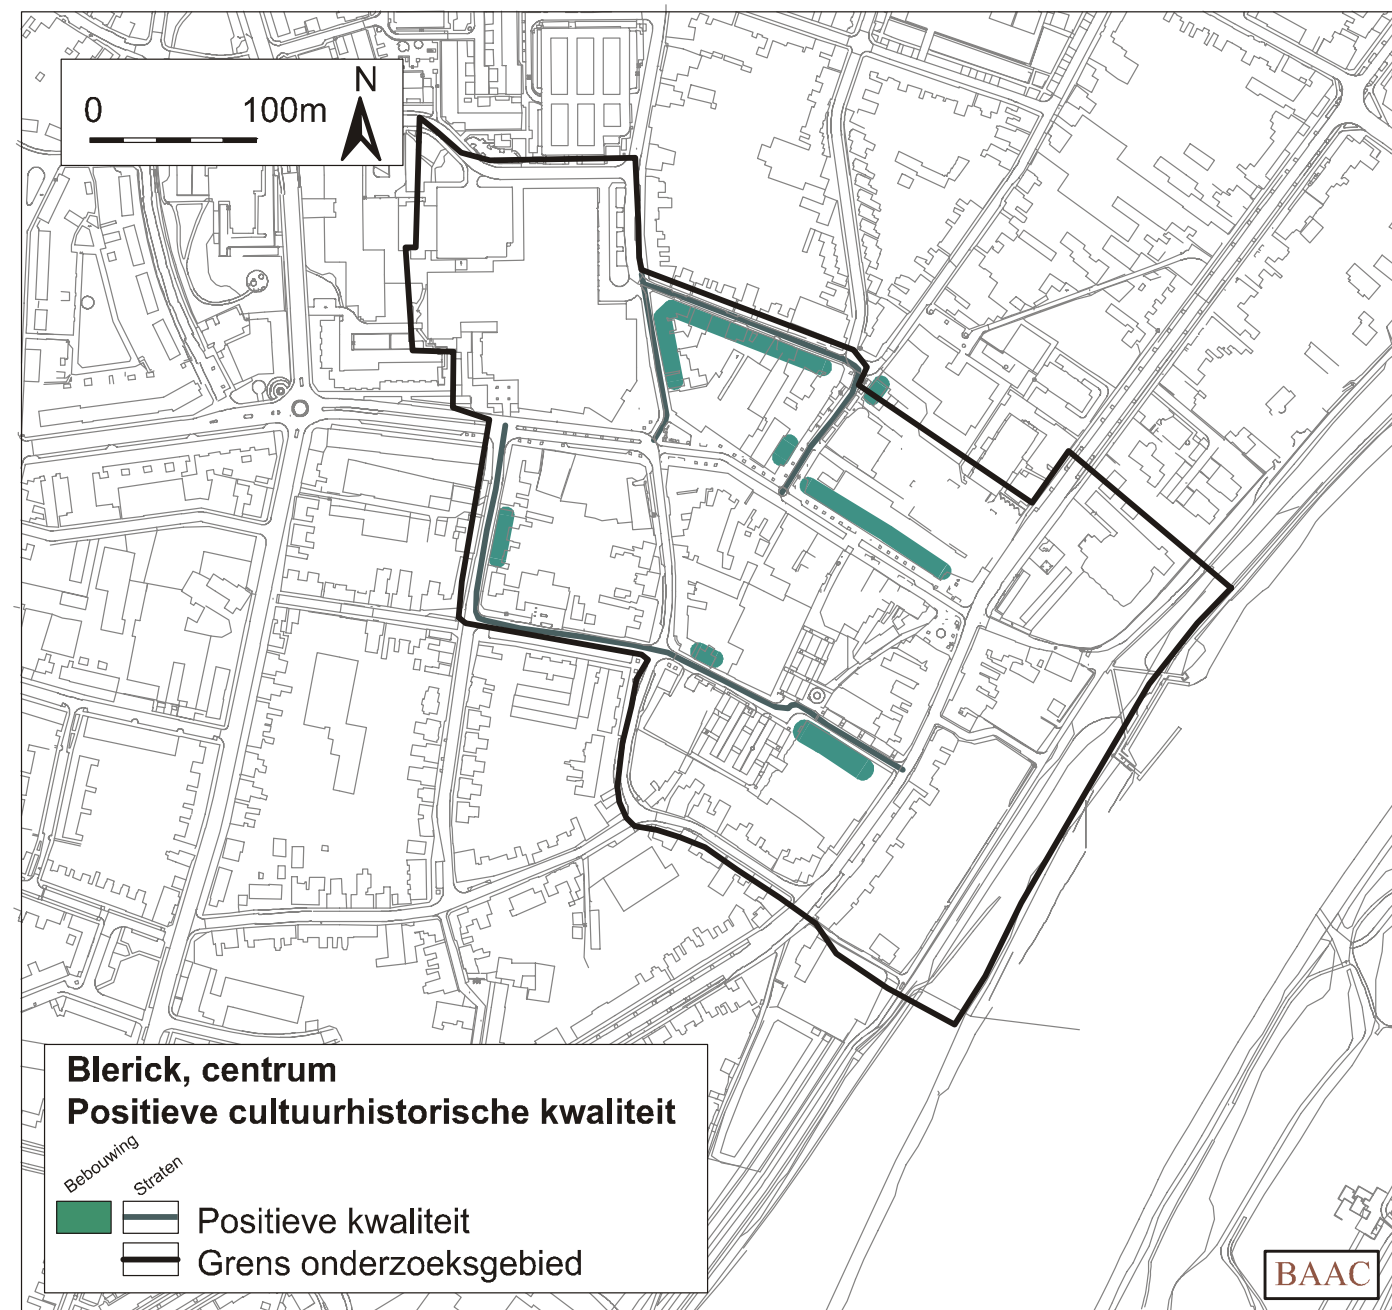 N
0 100m
Blerick, centrum
Positieve cultuurhistorische kwaliteit
Bebouwing
Straten
Positieve kwaliteit
Grens onderzoeksgebied
BAAC